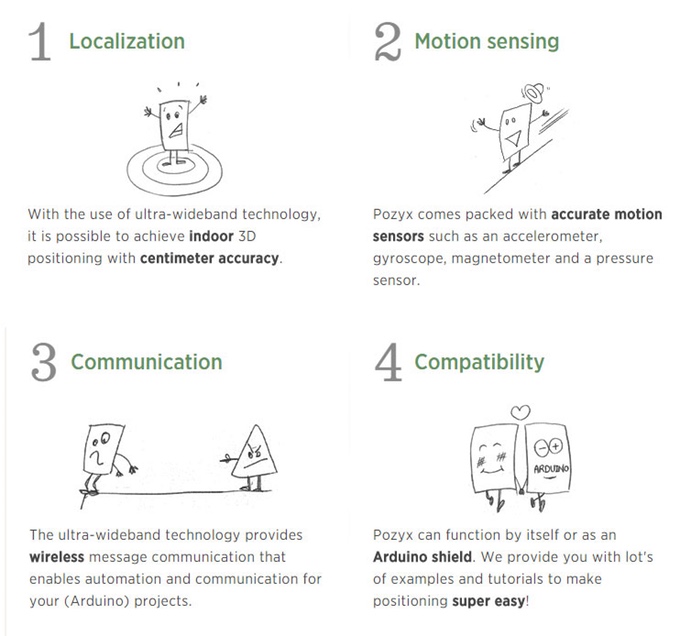 1 Localization
With the use of ultra-wideband technology,
it is possible to achieve indoor 3D
positioning with centimeter accuracy.
2 Motion sensing
Pozyx comes packed with accurate motion
sensors such as an accelerometer,
gyroscope, magnetometer and a pressure
sensor.
3 Communication
The ultra-wideband technology provides
wireless message communication that
enables automation and communication for
your (Arduino) projects.
4 Compatibility
ARDUINO
Pozyx can function by itself or as an
Arduino shield. We provide you with lot's
of examples and tutorials to make
positioning super easy!